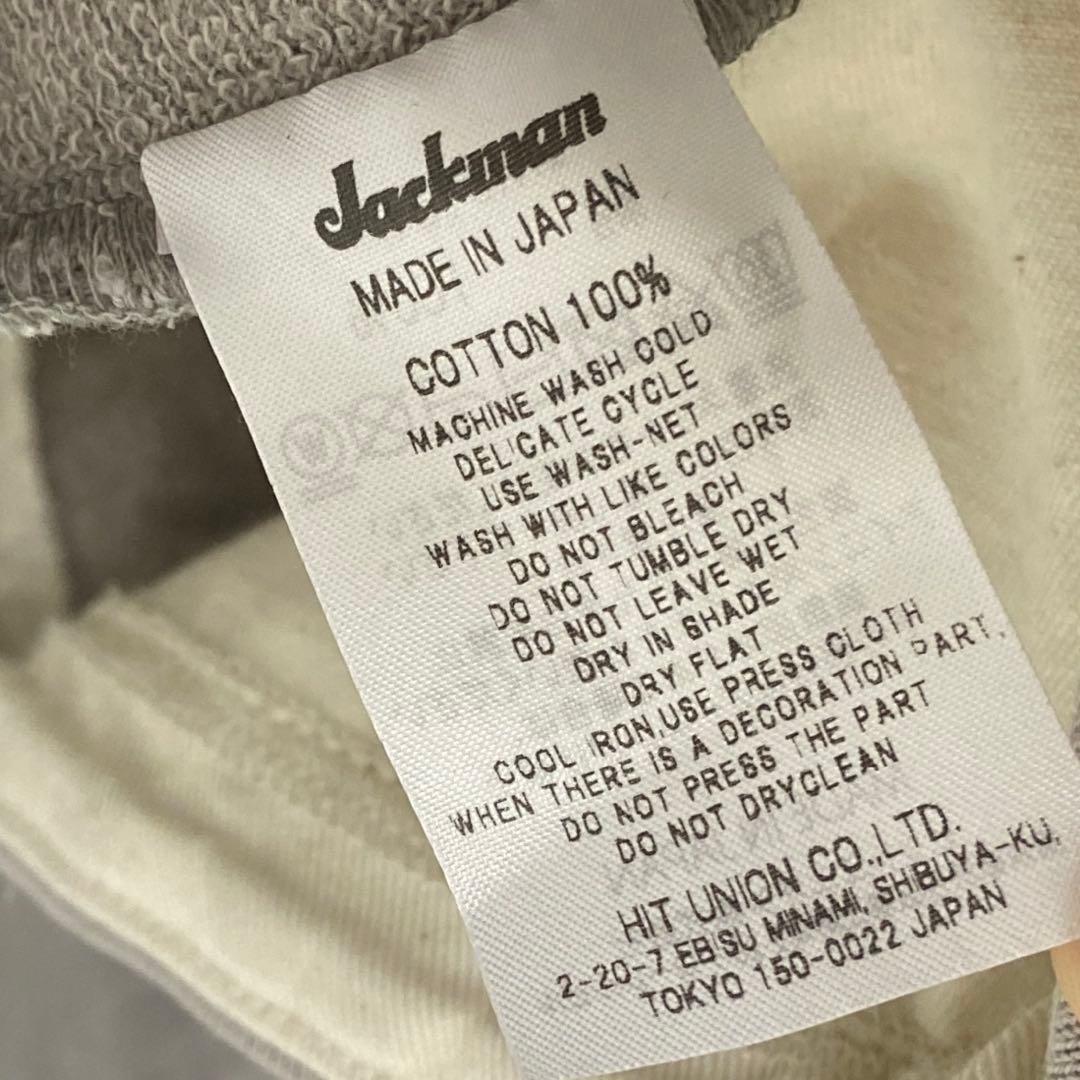 Jackman
MADE IN JAPAN
COTTON 100%
MACHINE WASH COLD
DELICATE CYCLE
USE WASH-NET
WASH WITH LIKE COLORS
DO NOT BLEACH
DO NOT TUMBLE DRY
DO NOT LEAVE WET
DRY IN SHADE
DRY FLAT
COOL IRON,USE PRESS CLOTH
WHEN THERE IS A DECORATION PART,
DO NOT PRESS THE PART
DO NOT DRYCLEAN
HIT UNION CO.,LTD.
2-20-7 EBISU MINAMI, SHIBUYA-KU,
TOKYO 150-0022 JAPAN